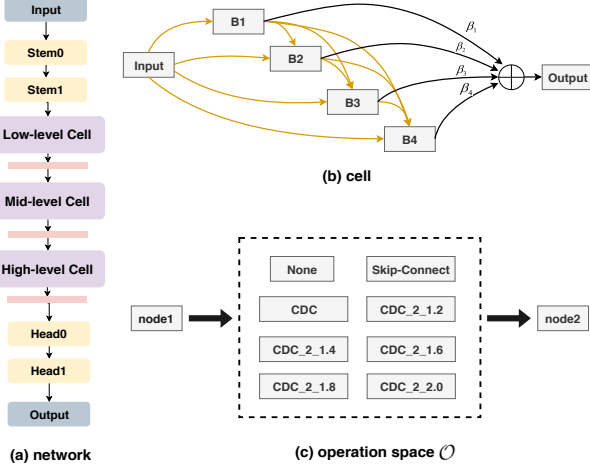 Input
Stem0
Stem1
Low-level Cell
Mid-level Cell
High-level Cell
Head0
Head1
Output
(a) network
Input
B1
B2
B3
B4
β₁
β₂
β₃
β₄
Output
(b) cell
node1
None
Skip-Connect
CDC
CDC_2_1.2
CDC_2_1.4
CDC_2_1.6
CDC_2_1.8
CDC_2_2.0
node2
(c) operation space 𝒪